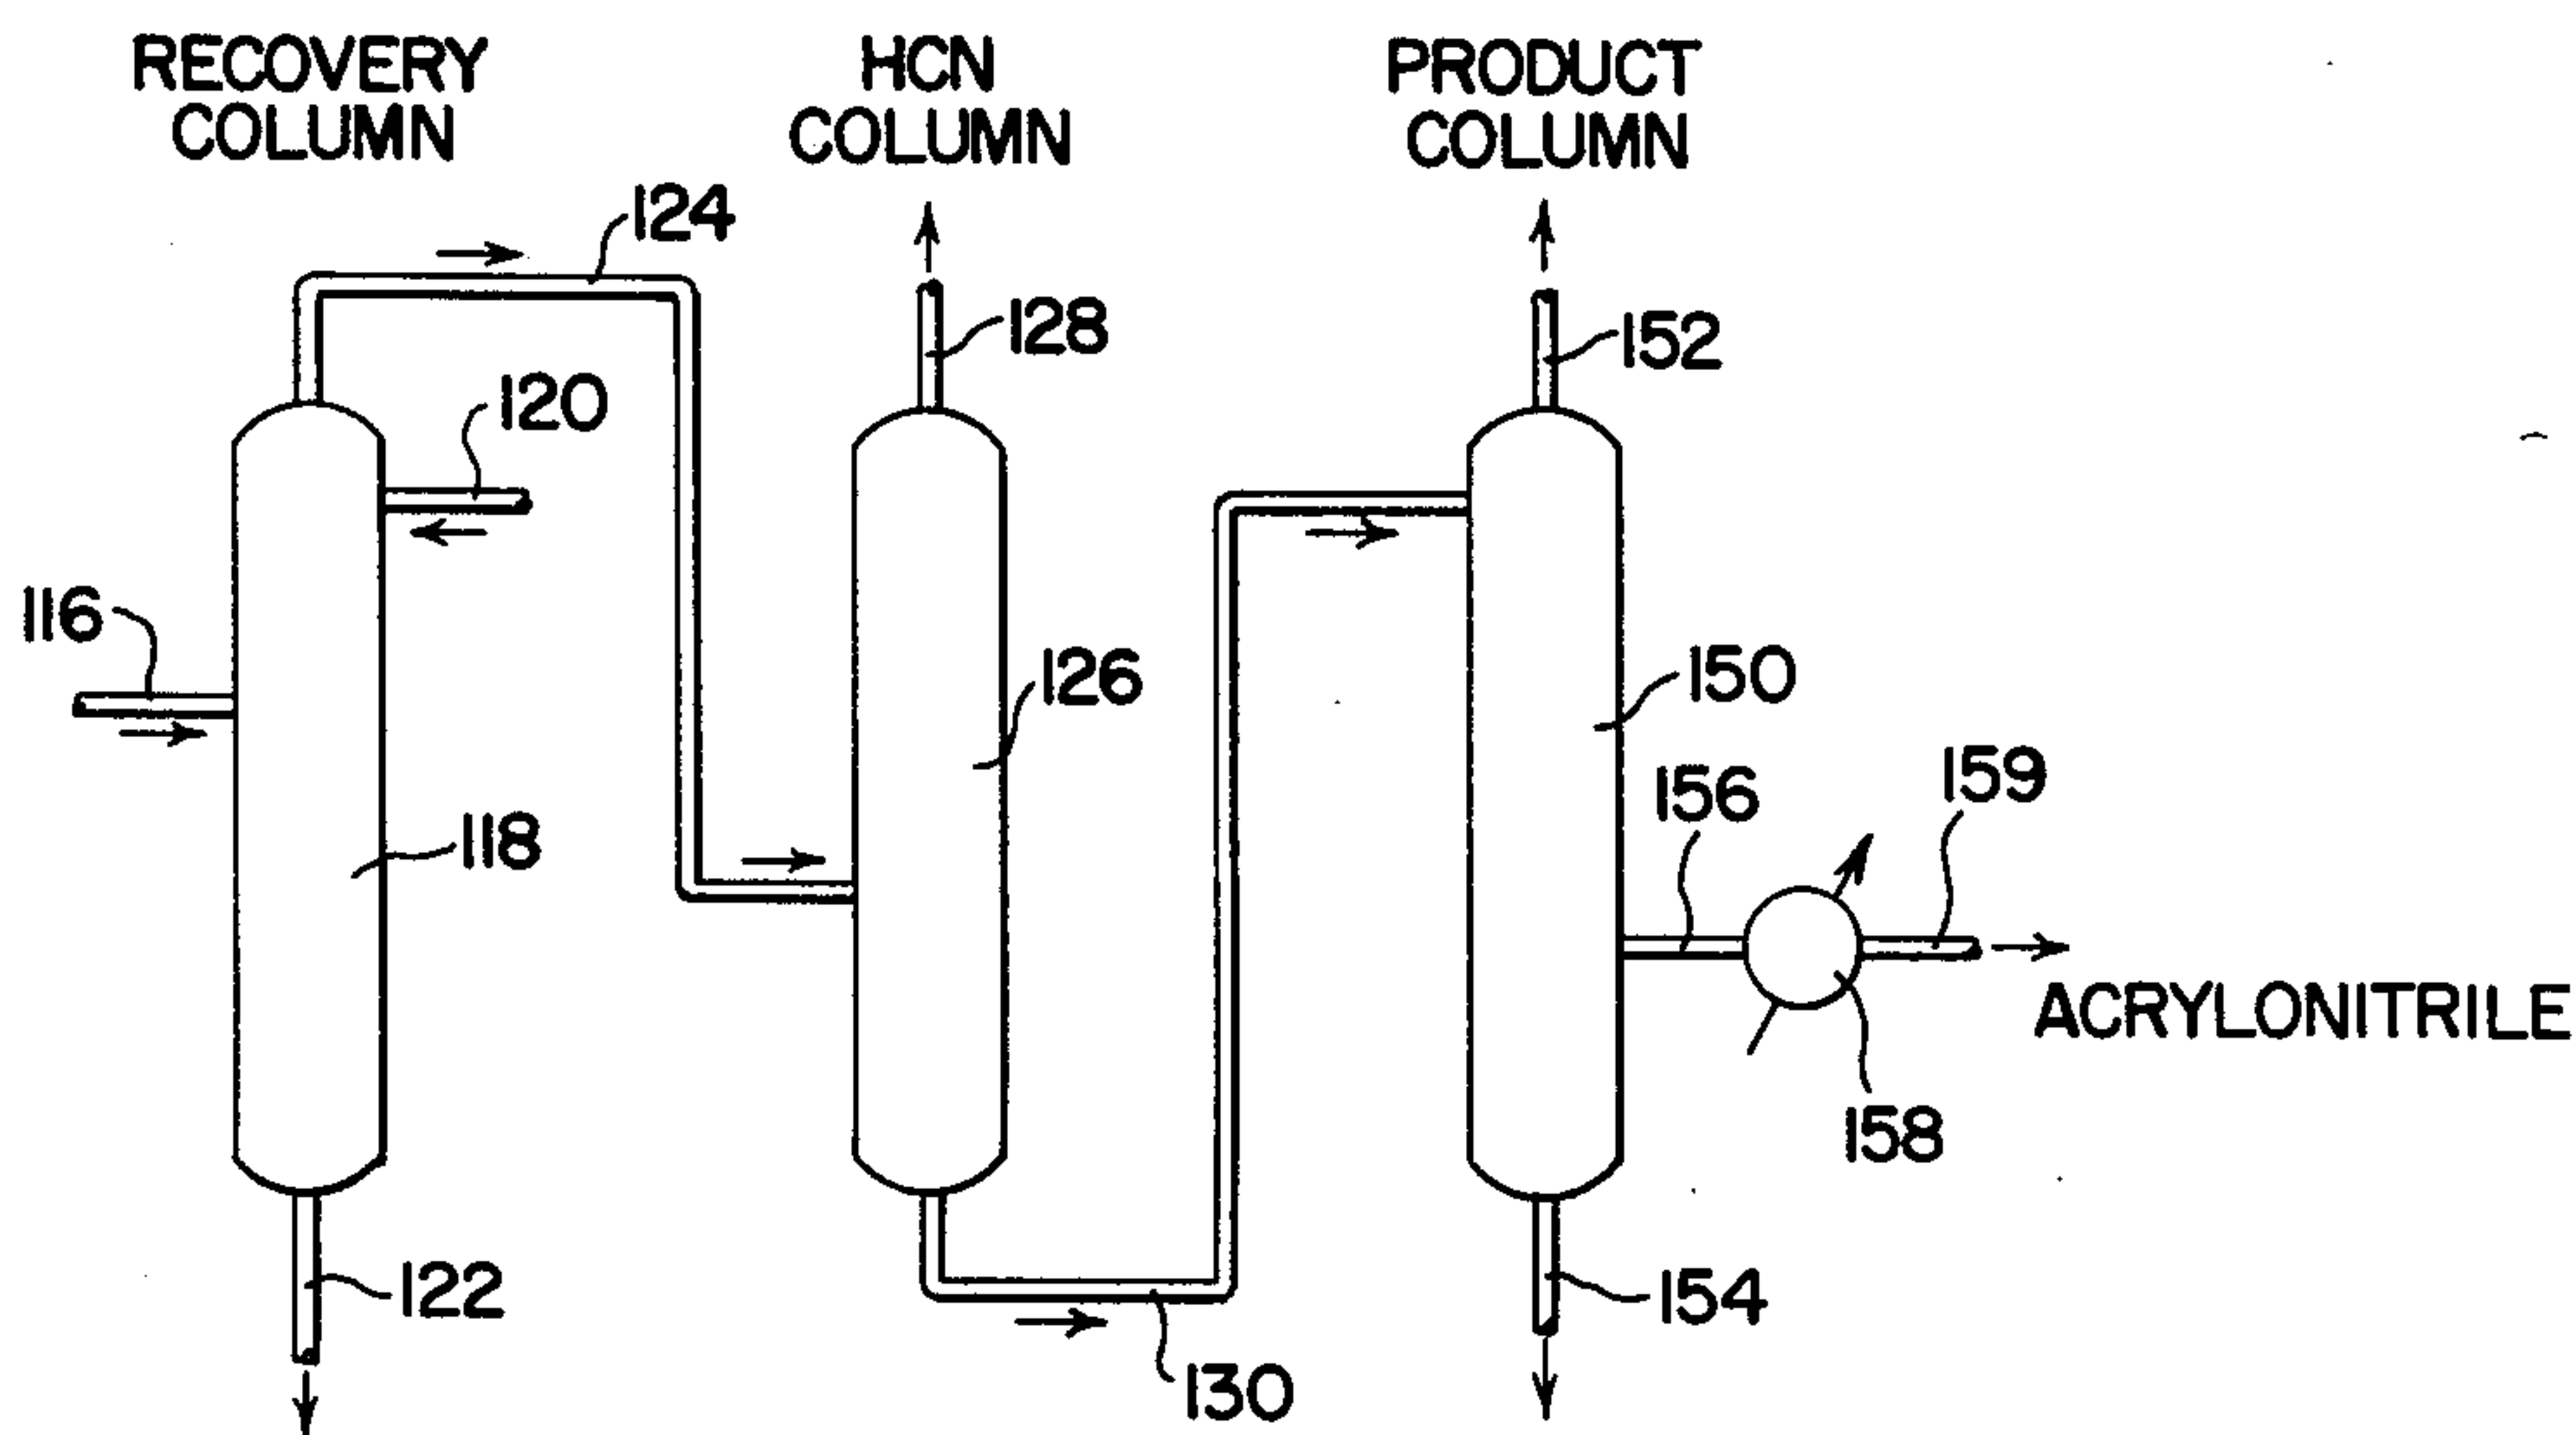 RECOVERY
COLUMN
HCN
COLUMN
PRODUCT
COLUMN
124
128
152
120
116
126
150
118
156
159
ACRYLONITRILE
158
122
154
130